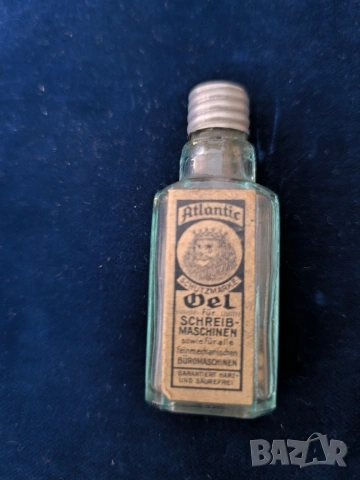 Atlantic
SCHUTZMARKE
Oel
für
SCHREIB-
MASCHINEN
sowie für alle
feinmechanischen
BÜROMASCHINEN
GARANTIERT HARZ-
UND SÄUREFREI
BAZAR